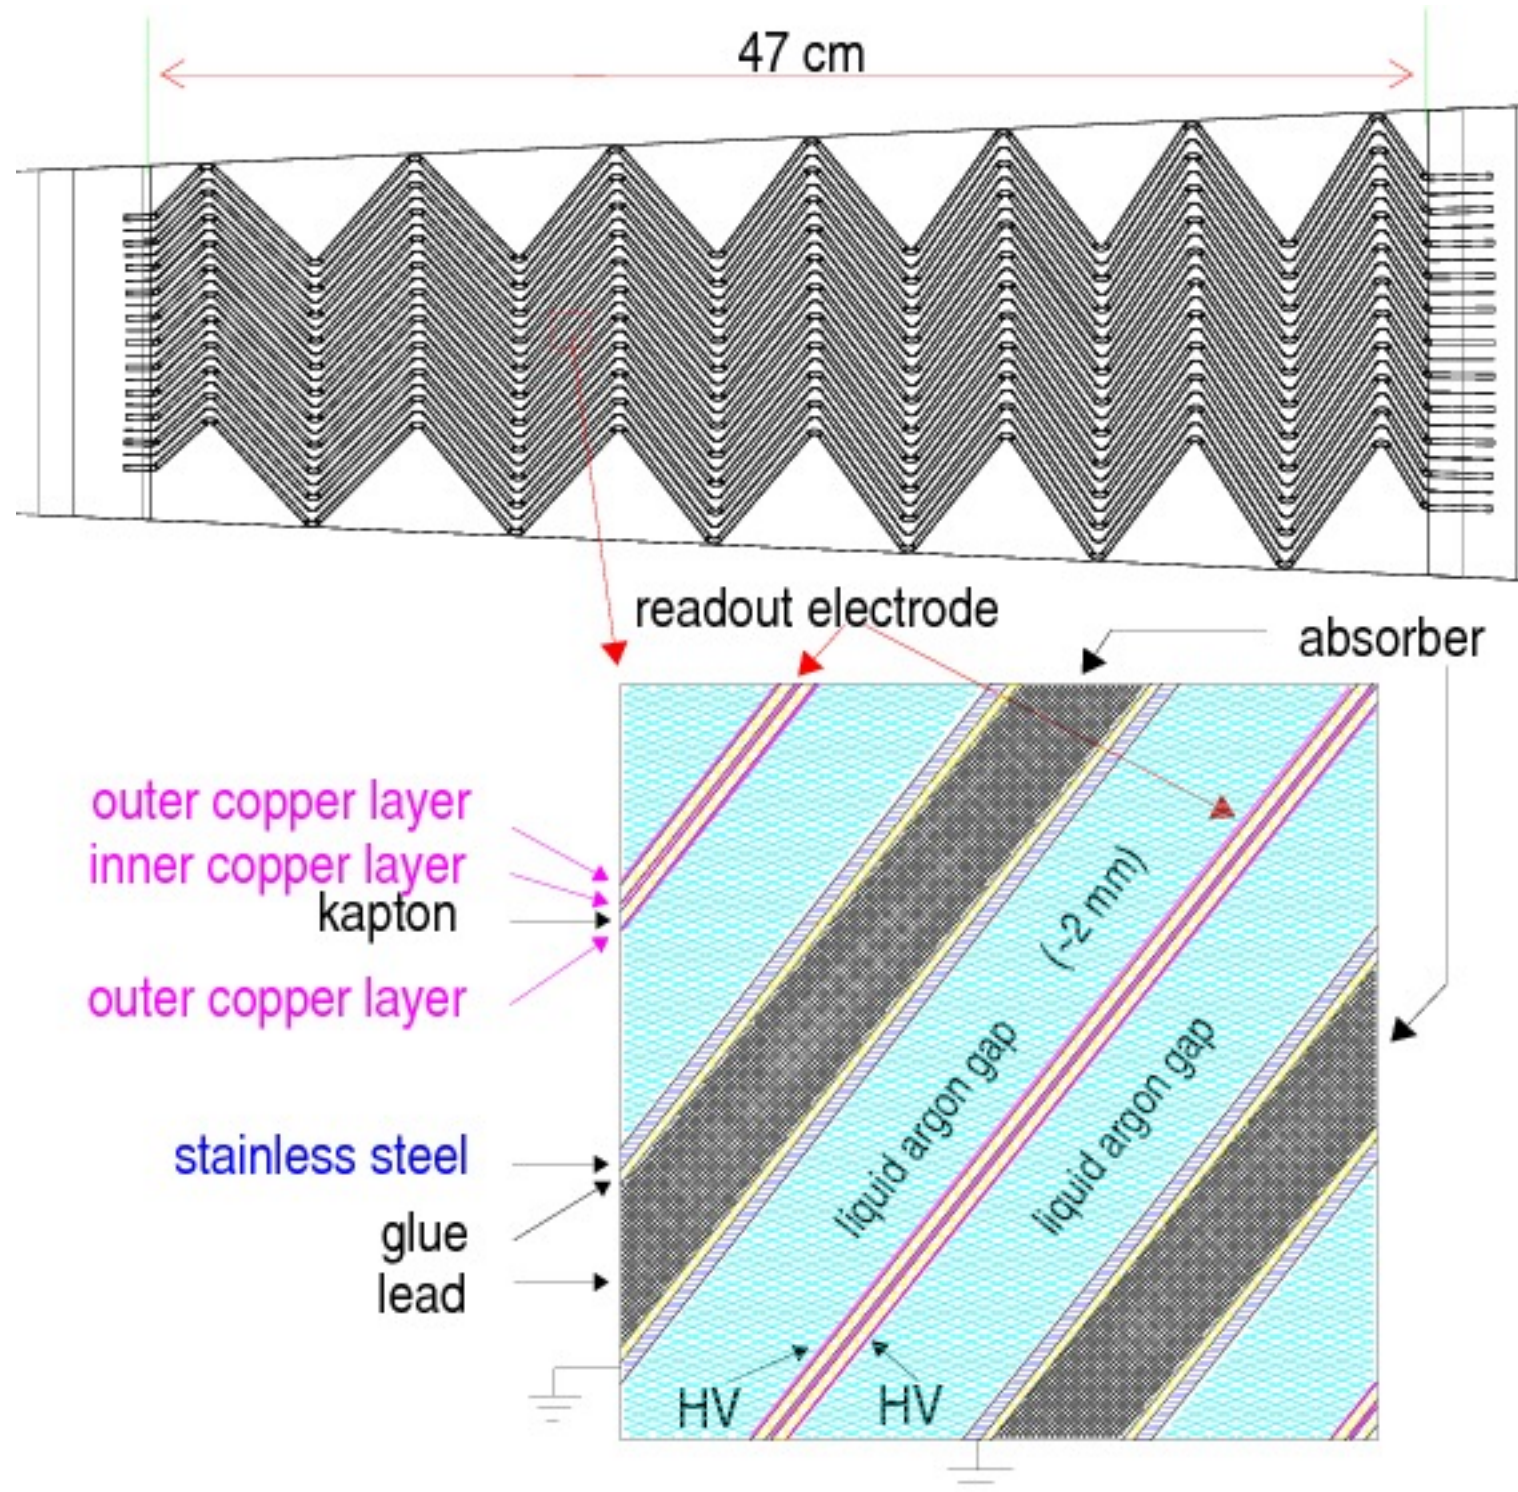 47 cm
readout electrode
absorber
outer copper layer
inner copper layer
kapton
outer copper layer
(~2 mm)
liquid argon gap
liquid argon gap
stainless steel
glue
lead
HV
HV